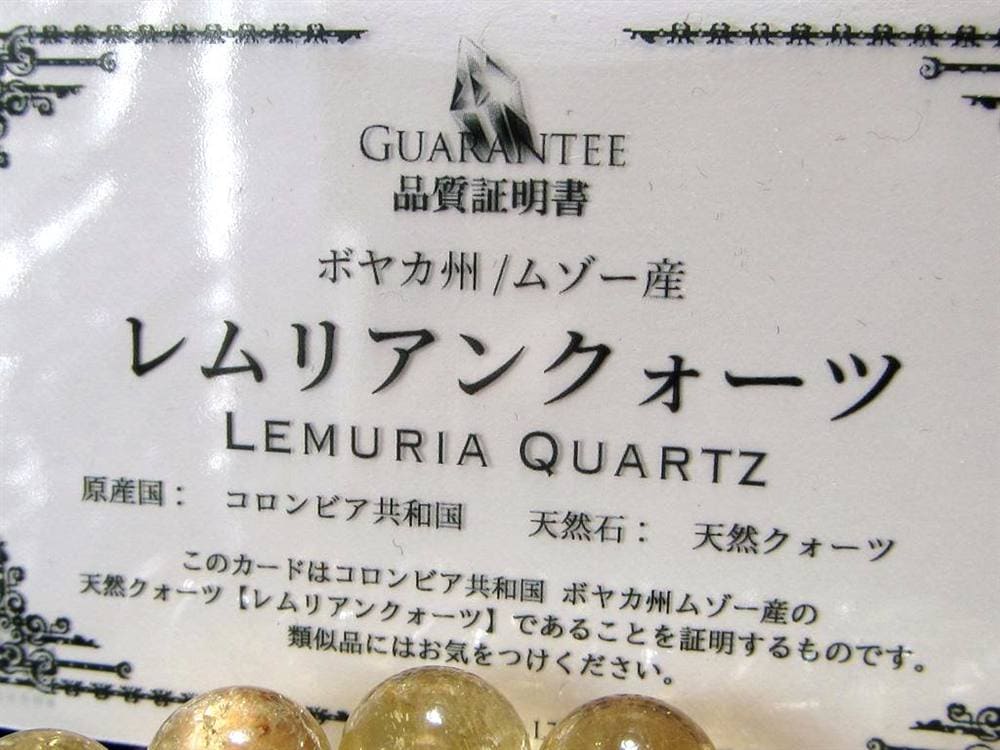 GUARANTEE
品質証明書
ボヤカ州/ムゾー産
レムリアンクォーツ
LEMURIA QUARTZ
原産国： コロンビア共和国 天然石： 天然クォーツ
このカードはコロンビア共和国 ボヤカ州ムゾー産の
天然クォーツ【レムリアンクォーツ】であることを証明するものです。
類似品にはお気をつけください。